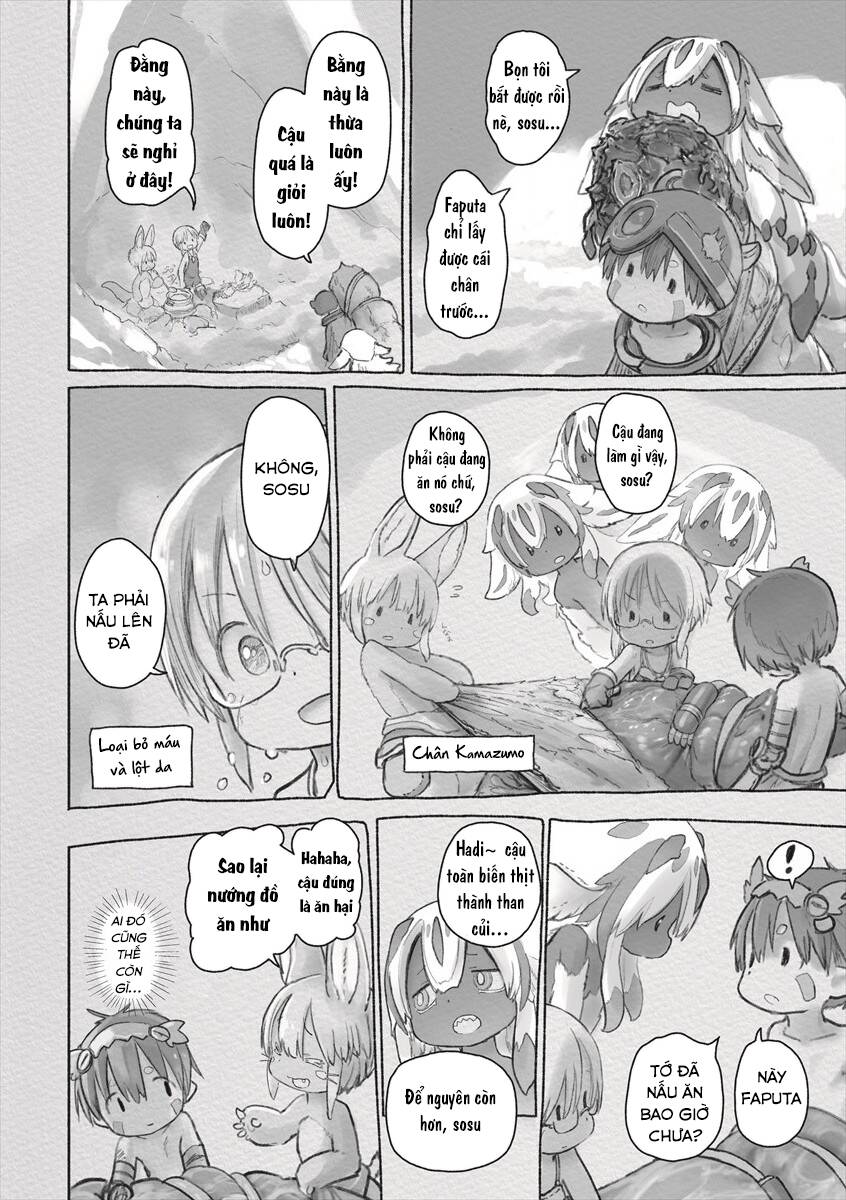 Bọn tôi
bắt được rồi
nè, sosu...
Faputa
chỉ lấy
được cái
chân
trước...
Bằng
này là
thừa
luôn
ấy!
Cậu
quá là
giỏi
luôn!
Đằng
này,
chúng ta
sẽ nghỉ
ở đây!
Cậu đang
làm gì vậy,
sosu?
Không
phải cậu đang
ăn nó chứ,
sosu?
Chân Kamazumo
KHÔNG,
SOSU
TA PHẢI
NẤU LÊN
ĐÃ
Loại bỏ máu
và lột da
!
NÀY
FAPUTA
TỚ ĐÃ
NẤU ĂN
BAO GIỜ
CHƯA?
Hadi~ cậu
toàn biến thịt
thành than
củi...
Để nguyên còn
hơn, sosu
Hahaha,
cậu đúng
là ăn hại
Sao lại
nướng đồ
ăn như
AI ĐÓ
CŨNG
THẾ
CÒN
GÌ...